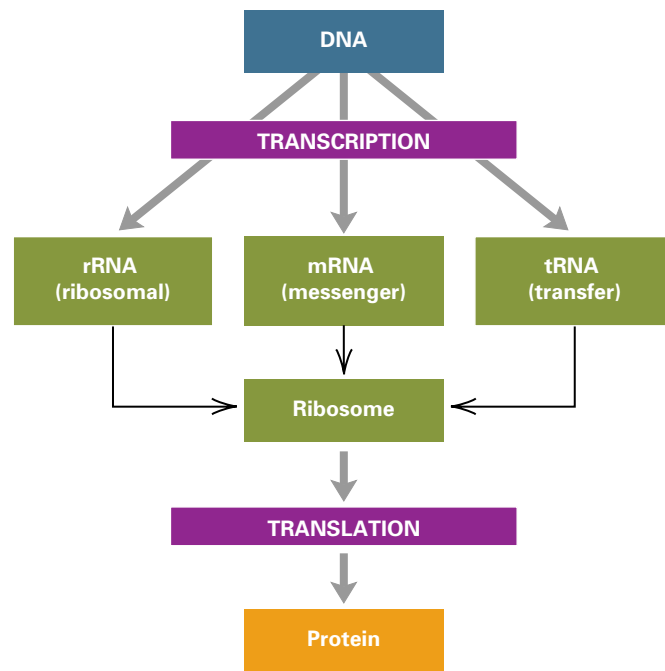 DNA
TRANSCRIPTION
rRNA
(ribosomal)
mRNA
(messenger)
tRNA
(transfer)
Ribosome
TRANSLATION
Protein